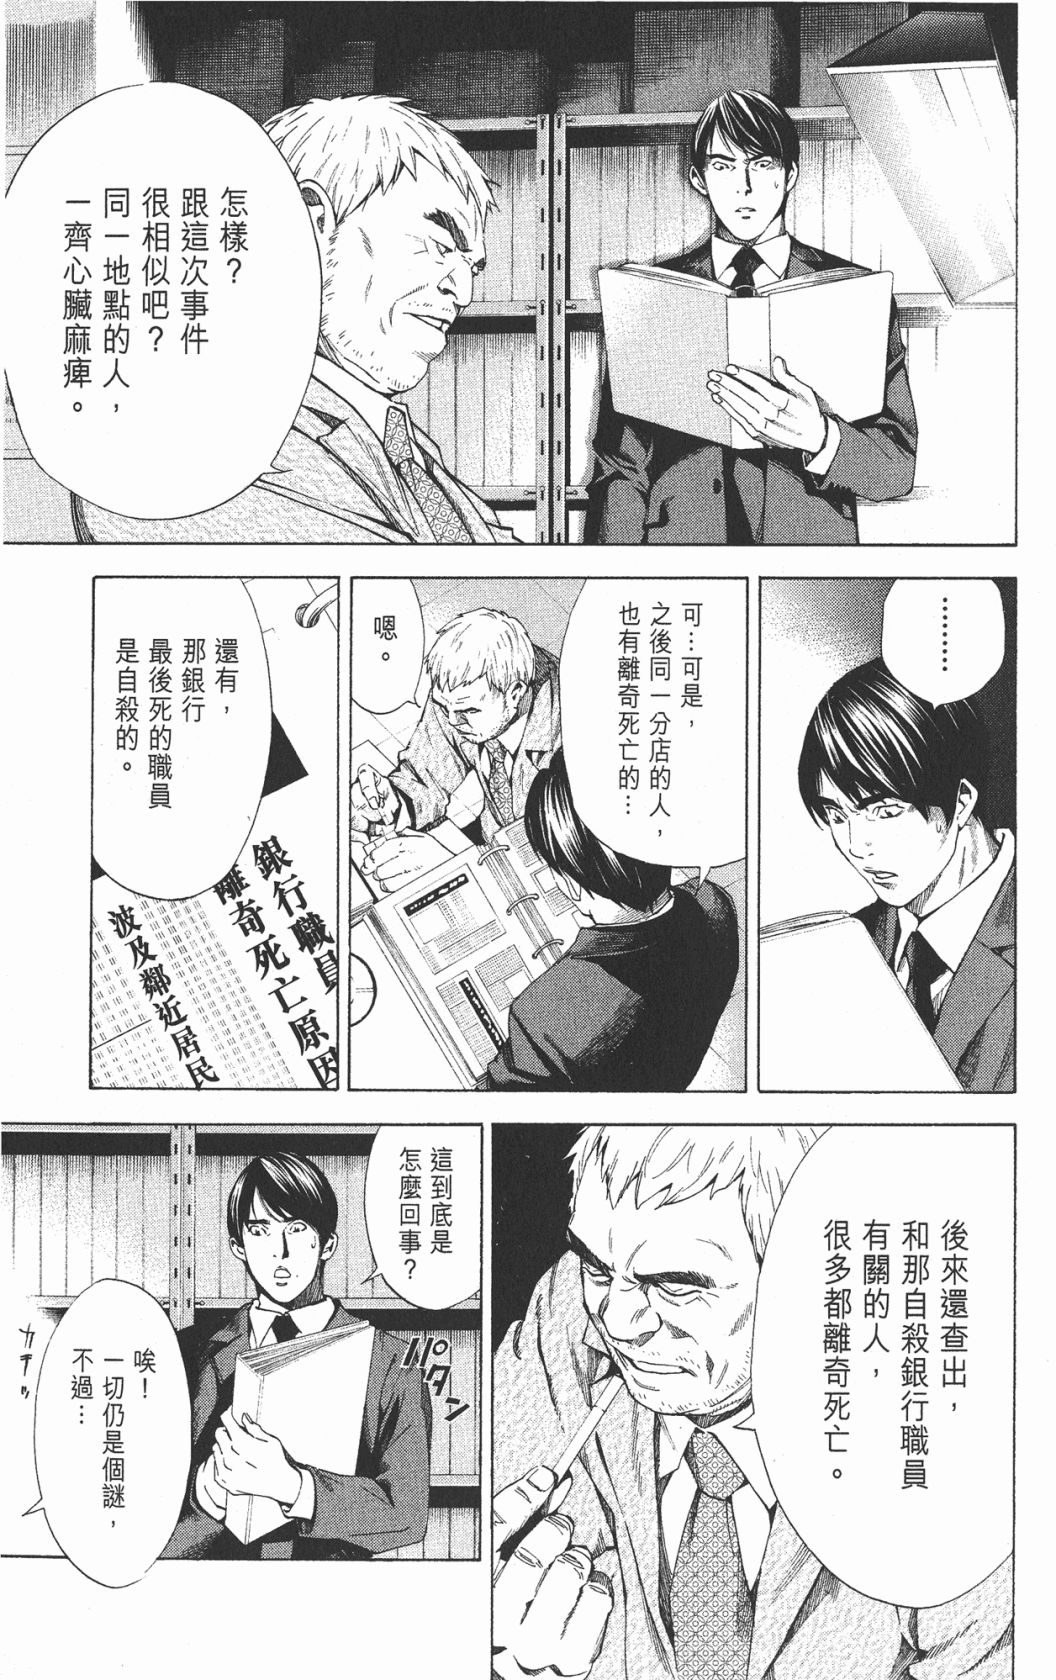 怎樣？
跟這次事件
很相似吧？
同一地點的人，
一齊心臟麻痺。
………
可…可是，
之後同一分店的人，
也有離奇死亡的…
嗯。
還有，
那銀行
最後死的職員
是自殺的。
銀行職員
離奇死亡原因
波及鄰近居民
後來還查出，
和那自殺銀行職員
有關的人，
很多都離奇死亡。
這到底是
怎麼回事？
パタン
唉！
一切仍是個謎，
不過…
カチッ